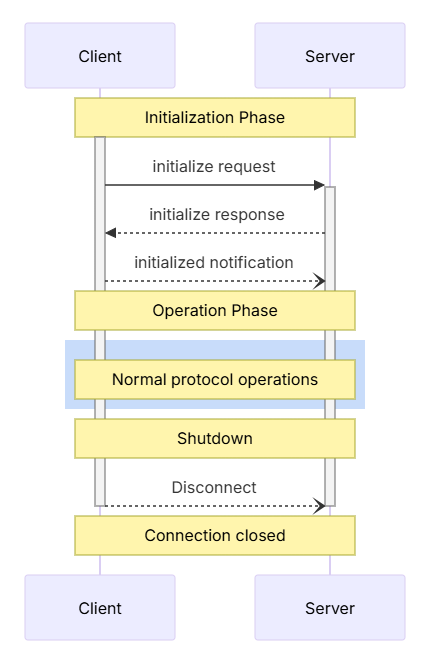 Client
Server
Initialization Phase
initialize request
initialize response
initialized notification
Operation Phase
Normal protocol operations
Shutdown
Disconnect
Connection closed
Client
Server